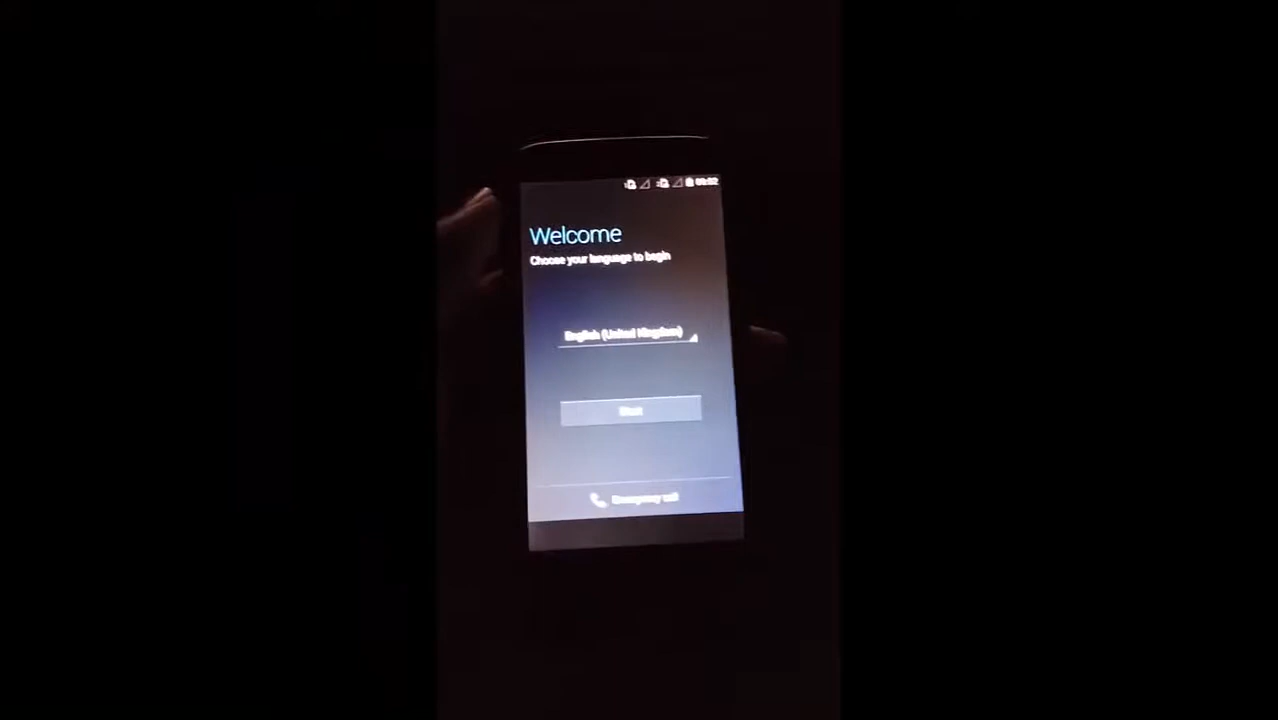 Welcome
Choose your language to begin
English (United Kingdom)
Start
Emergency call